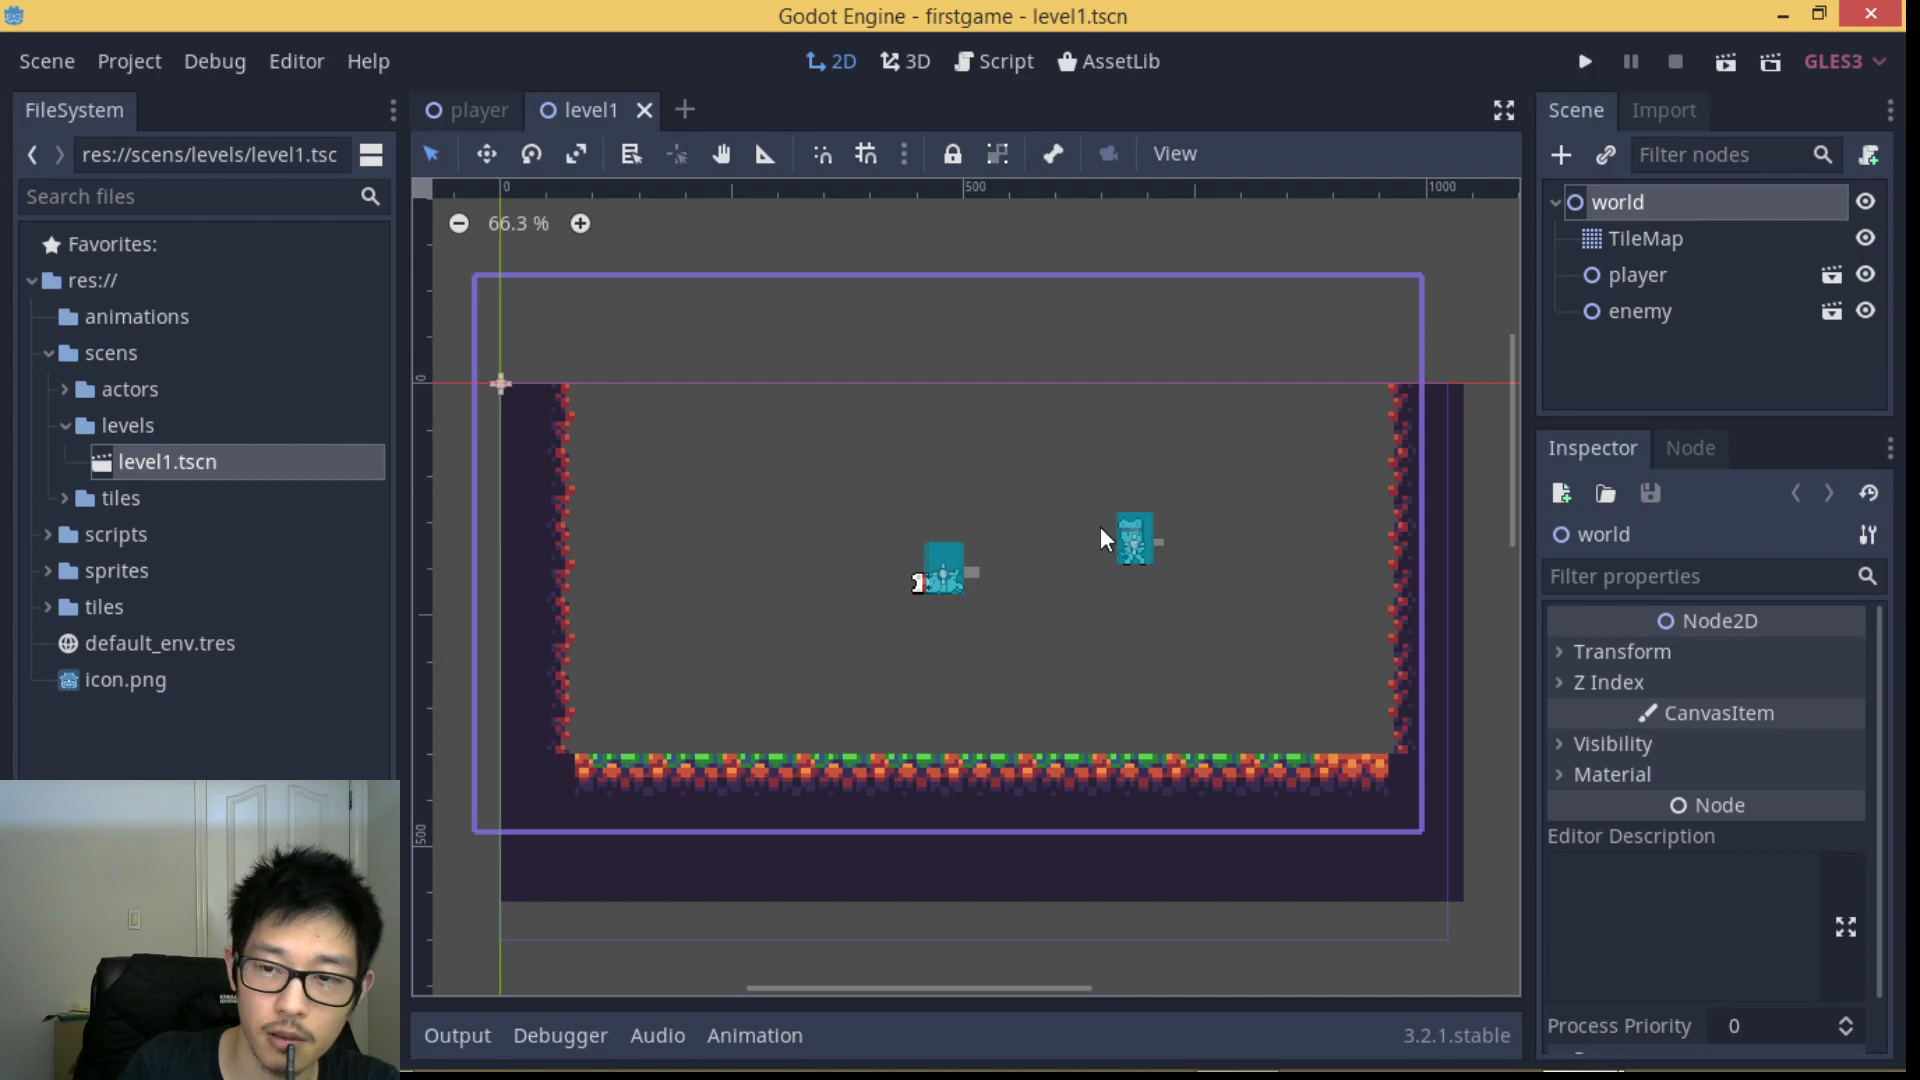 Godot Engine - firstgame - level1.tscn
Scene Project Debug Editor Help
2D 3D Script AssetLib
GLES3
FileSystem
player level1
Scene Import
res://scens/levels/level1.tsc
View
Filter nodes
Search files
0 500 1000
66.3 %
world
TileMap
player
enemy
Favorites:
res://
animations
scens
actors
levels
level1.tscn
tiles
scripts
sprites
tiles
default_env.tres
icon.png
0
500
Inspector Node
world
Filter properties
Node2D
Transform
Z Index
CanvasItem
Visibility
Material
Node
Editor Description
Process Priority 0
Output Debugger Audio Animation
3.2.1.stable